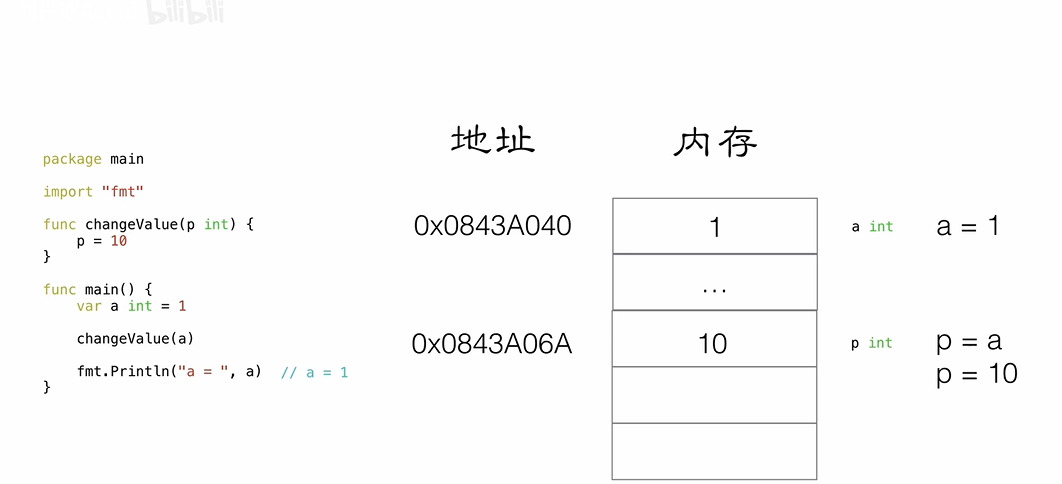 bilibili
package main
import "fmt"
func changeValue(p int) {
    p = 10
}
func main() {
    var a int = 1
    changeValue(a)
    fmt.Println("a = ", a)  // a = 1
}
地址
内存
0x0843A040
1
a int
a = 1
...
0x0843A06A
10
p int
p = a
p = 10